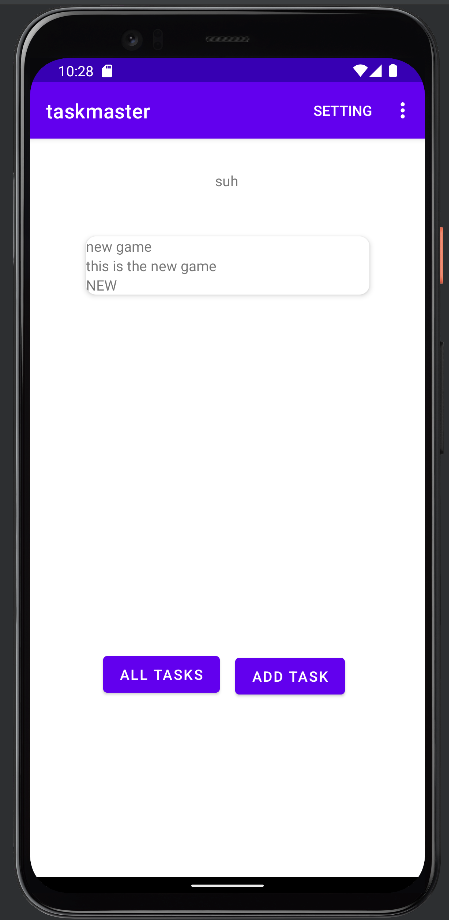 10:28
taskmaster SETTING
suh
new game
this is the new game
NEW
ALL TASKS ADD TASK